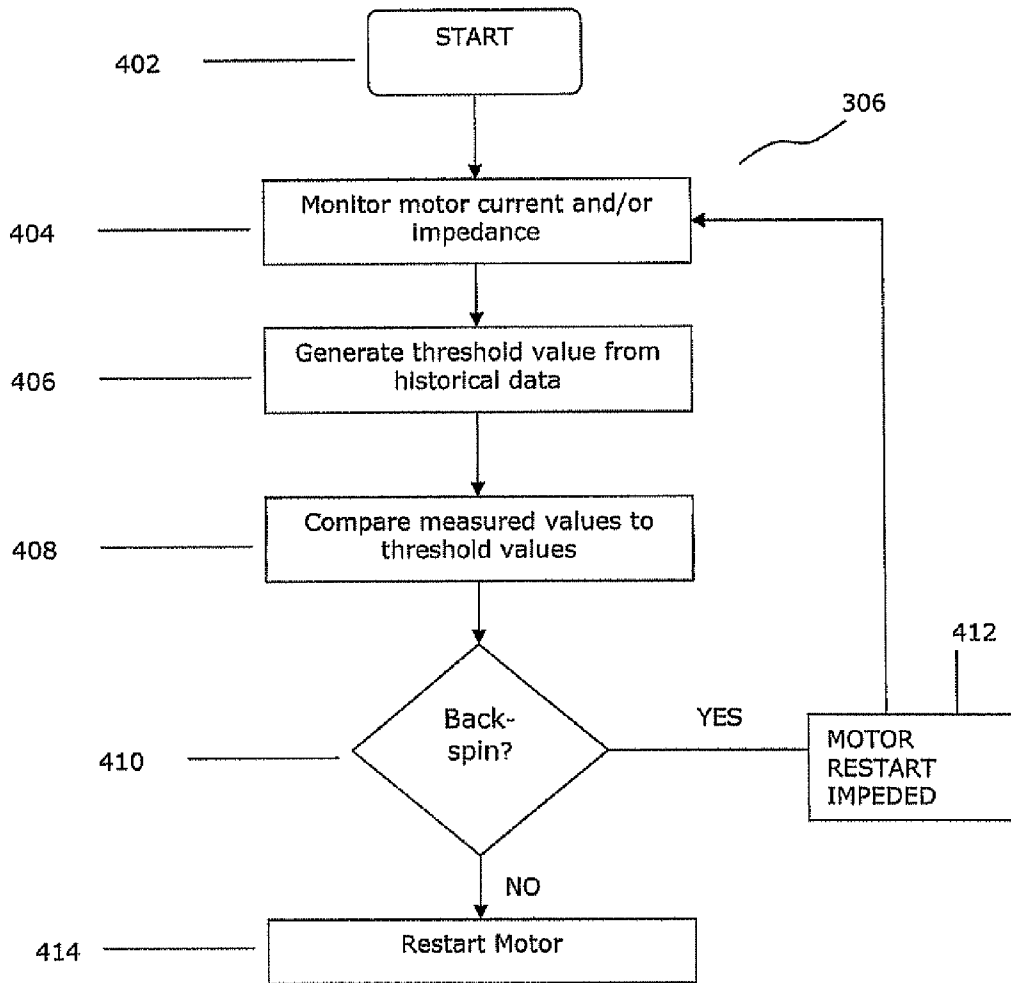 START
402
306
Monitor motor current and/or
impedance
404
Generate threshold value from
historical data
406
Compare measured values to
threshold values
408
412
Back-
spin?
YES
MOTOR
RESTART
IMPEDED
410
NO
Restart Motor
414